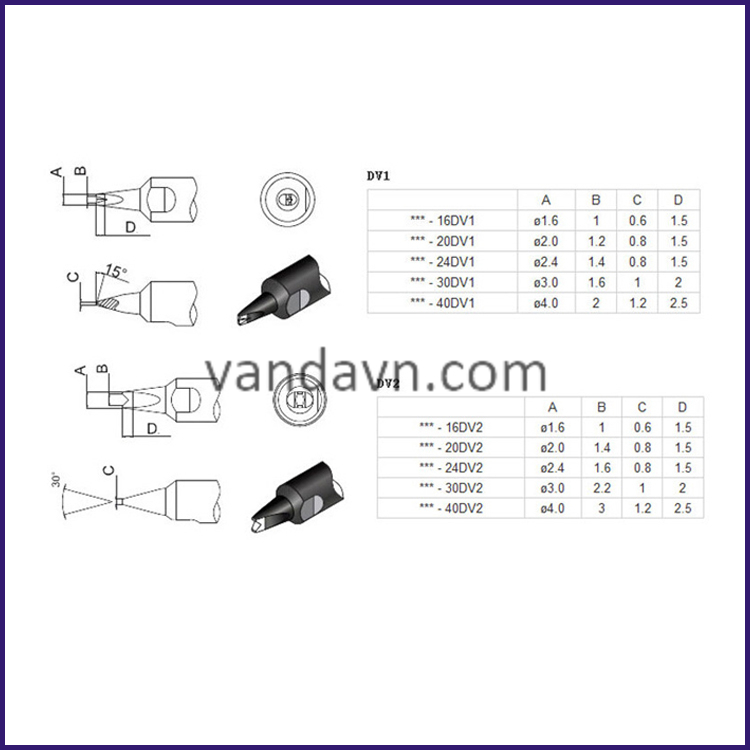 DV1
A B C D
*** - 16DV1 ø1.6 1 0.6 1.5
*** - 20DV1 ø2.0 1.2 0.8 1.5
*** - 24DV1 ø2.4 1.4 0.8 1.5
*** - 30DV1 ø3.0 1.6 1 2
*** - 40DV1 ø4.0 2 1.2 2.5
A B
D
C 15°
vandavn.com
DV2
A B C D
*** - 16DV2 ø1.6 1 0.6 1.5
*** - 20DV2 ø2.0 1.4 0.8 1.5
*** - 24DV2 ø2.4 1.6 0.8 1.5
*** - 30DV2 ø3.0 2.2 1 2
*** - 40DV2 ø4.0 3 1.2 2.5
A B
D
30° C